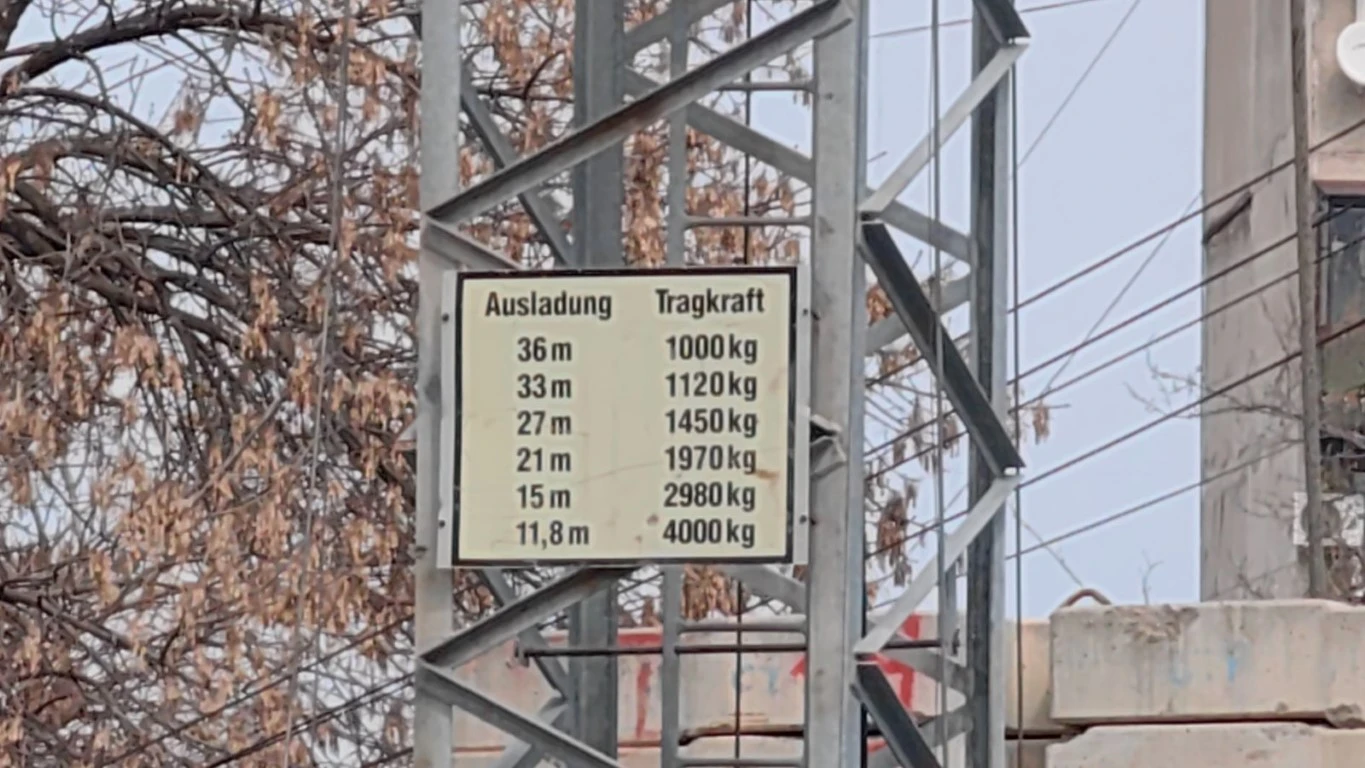 Ausladung Tragkraft
36 m 1000 kg
33 m 1120 kg
27 m 1450 kg
21 m 1970 kg
15 m 2980 kg
11,8 m 4000 kg